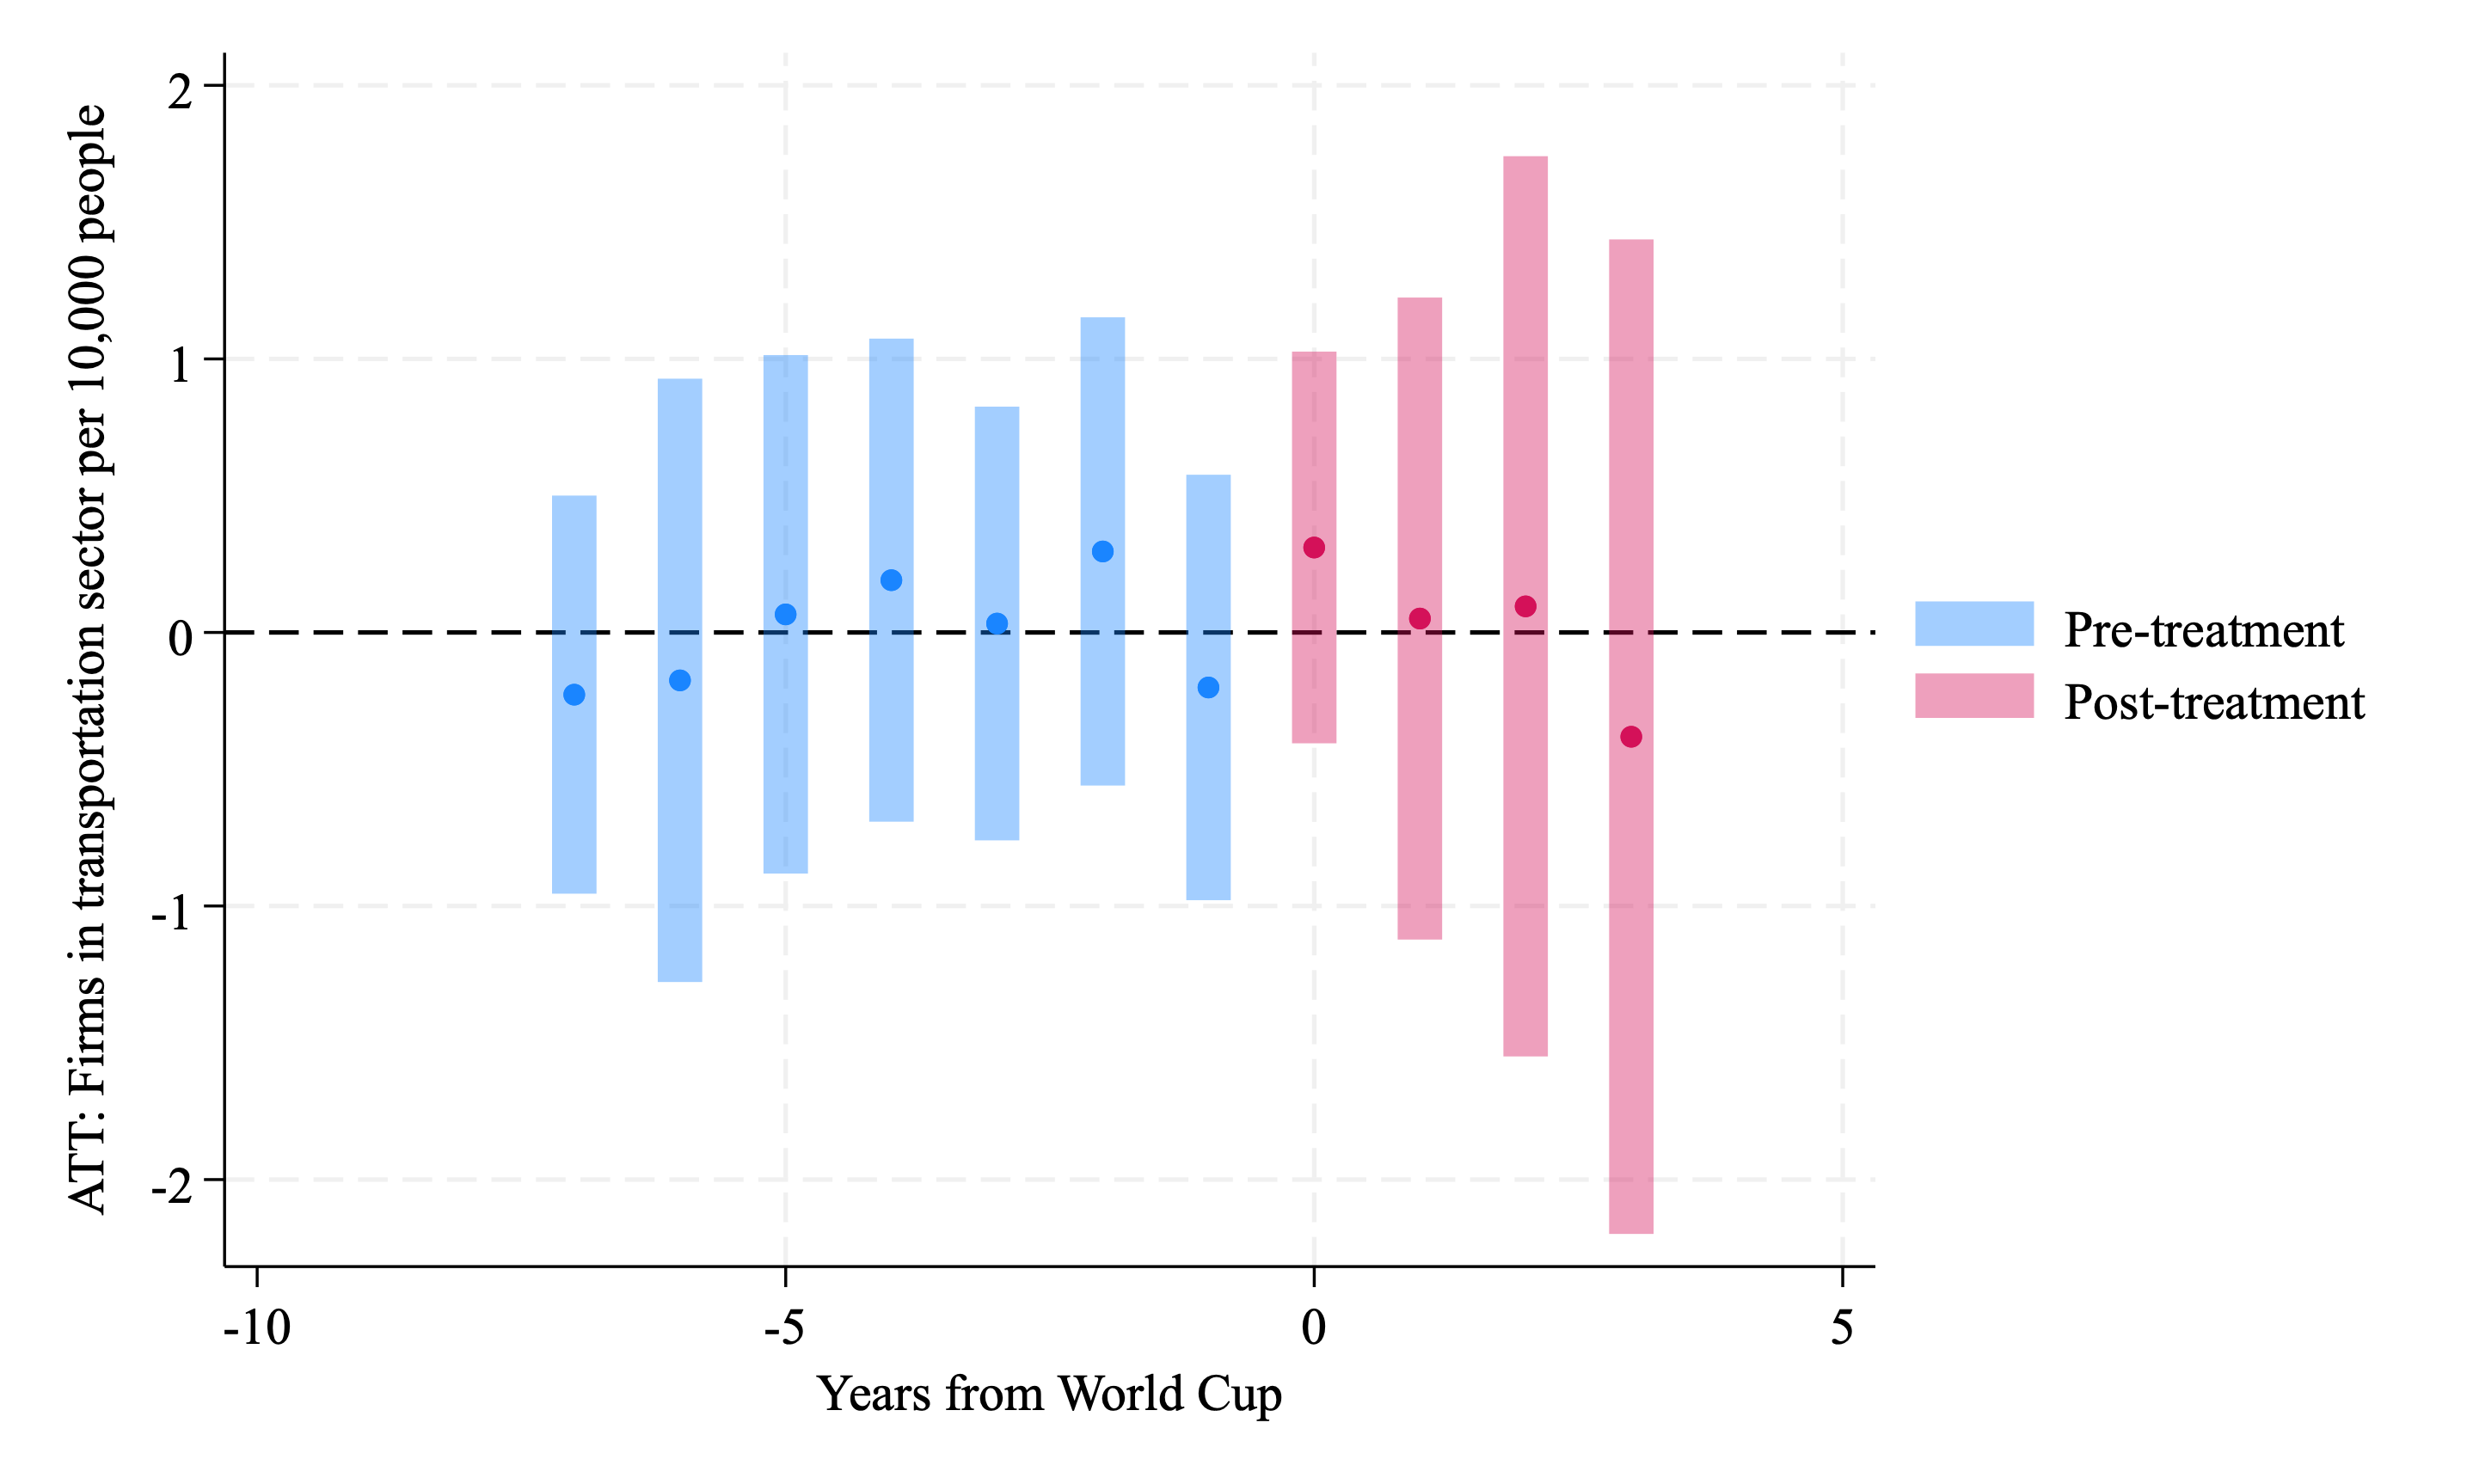 ATT: Firms in transportation sector per 10,000 people
2
1
0
-1
-2
-10
-5
0
5
Years from World Cup
Pre-treatment
Post-treatment